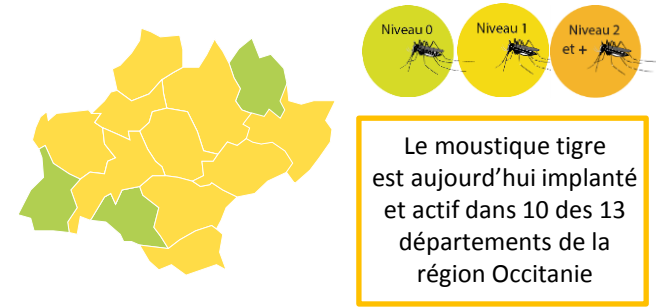 Niveau 0
Niveau 1
Niveau 2
et +
Le moustique tigre
est aujourd'hui implanté
et actif dans 10 des 13
départements de la
région Occitanie